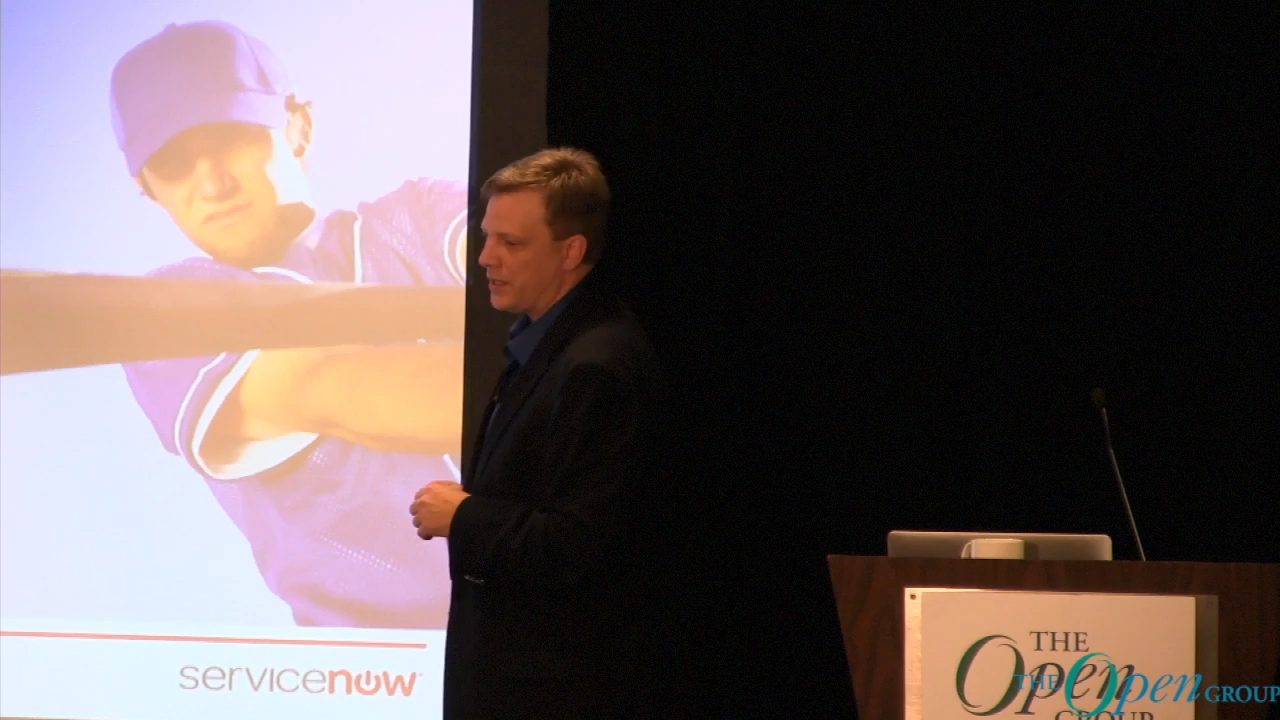 servicenow
THE
Open
GROUP
THE Open GROUP